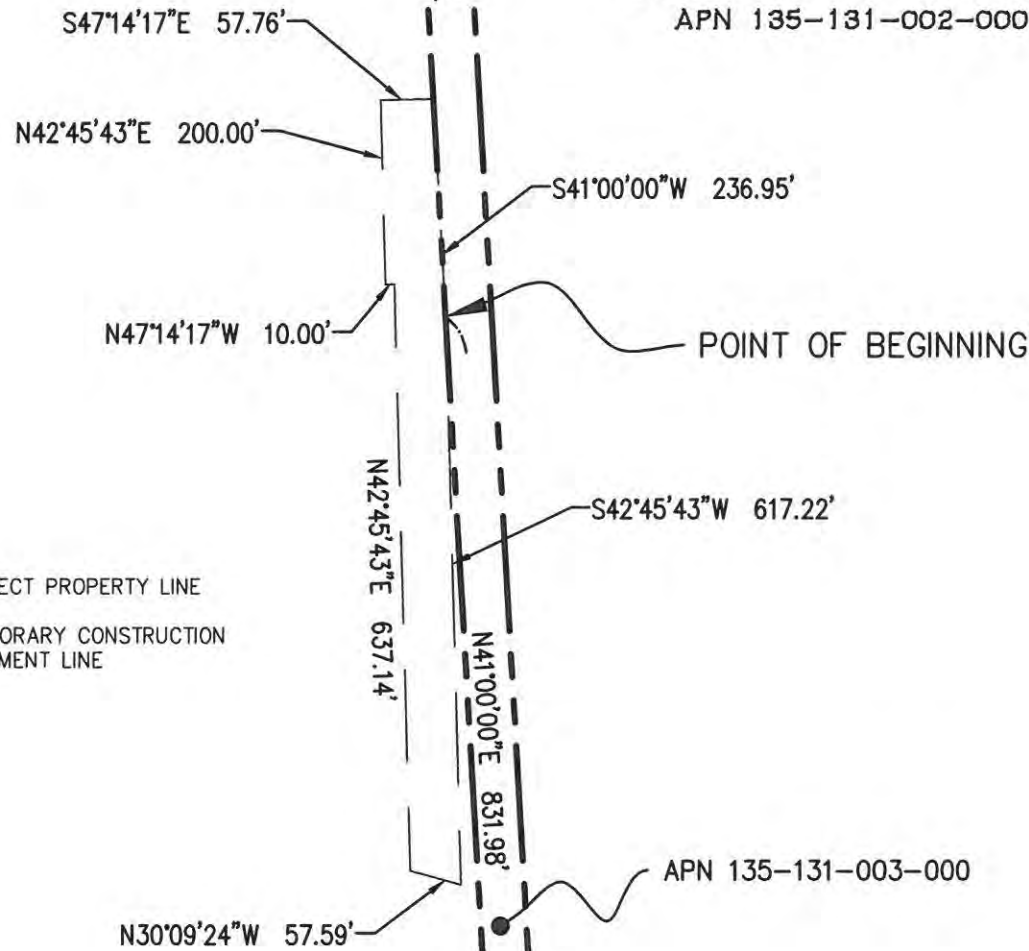 S47°14'17"E 57.76'
APN 135-131-002-000
N42°45'43"E 200.00'
S41°00'00"W 236.95'
N47°14'17"W 10.00'
POINT OF BEGINNING
N42°45'43"E 637.14'
S42°45'43"W 617.22'
PROPERTY LINE
CONSTRUCTION
LINE
N41°00'00"E 831.98'
APN 135-131-003-000
N30°09'24"W 57.59'